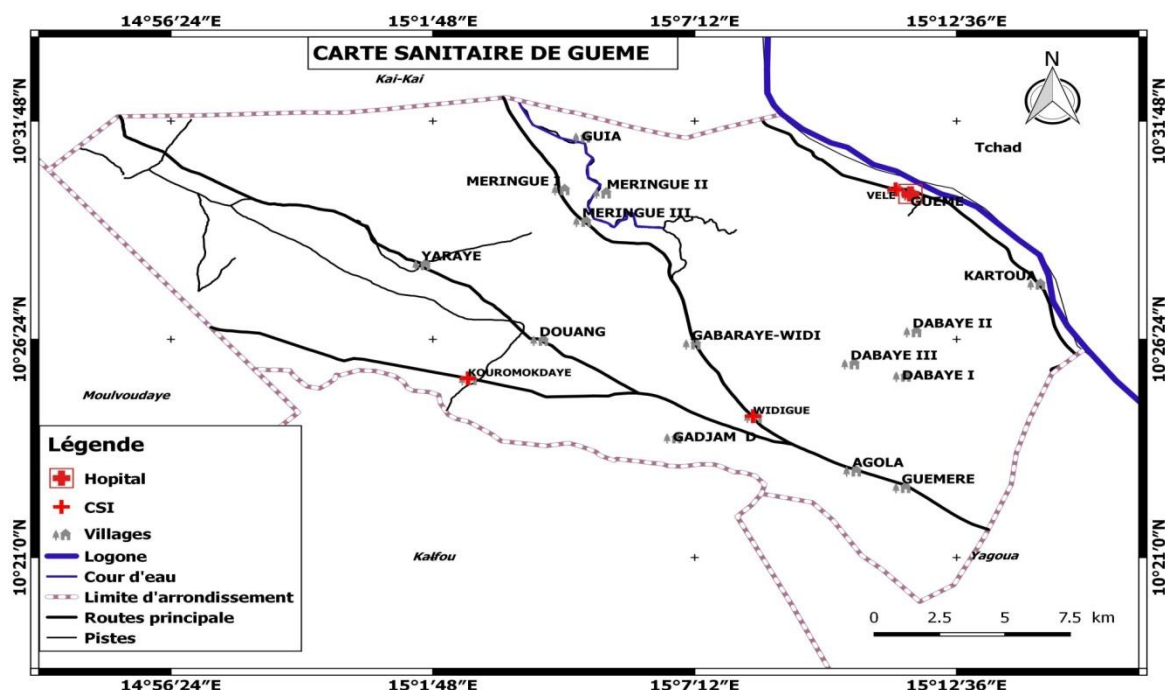 14°56′24″E 15°1′48″E 15°7′12″E 15°12′36″E
CARTE SANITAIRE DE GUEME
Kai-Kai
N
10°31′48″N 10°31′48″N
GUIA
Tchad
MERINGUE I
MERINGUE II
VELE
GUEME
MERINGUE III
YARAYE
KARTOUA
DABAYE II
10°26′24″N 10°26′24″N
DOUANG
GABARAYE-WIDI
DABAYE III
KOUROMOKDAYE
DABAYE I
Moulvoudaye
WIDIGUE
GADJAM D
Légende
AGOLA
Hopital
GUEMERE
CSI
Villages
Logone
Kalfou
Yagoua
10°21′0″N 10°21′0″N
Cour d'eau
Limite d'arrondissement
Routes principale
0 2.5 5 7.5 km
Pistes
14°56′24″E 15°1′48″E 15°7′12″E 15°12′36″E